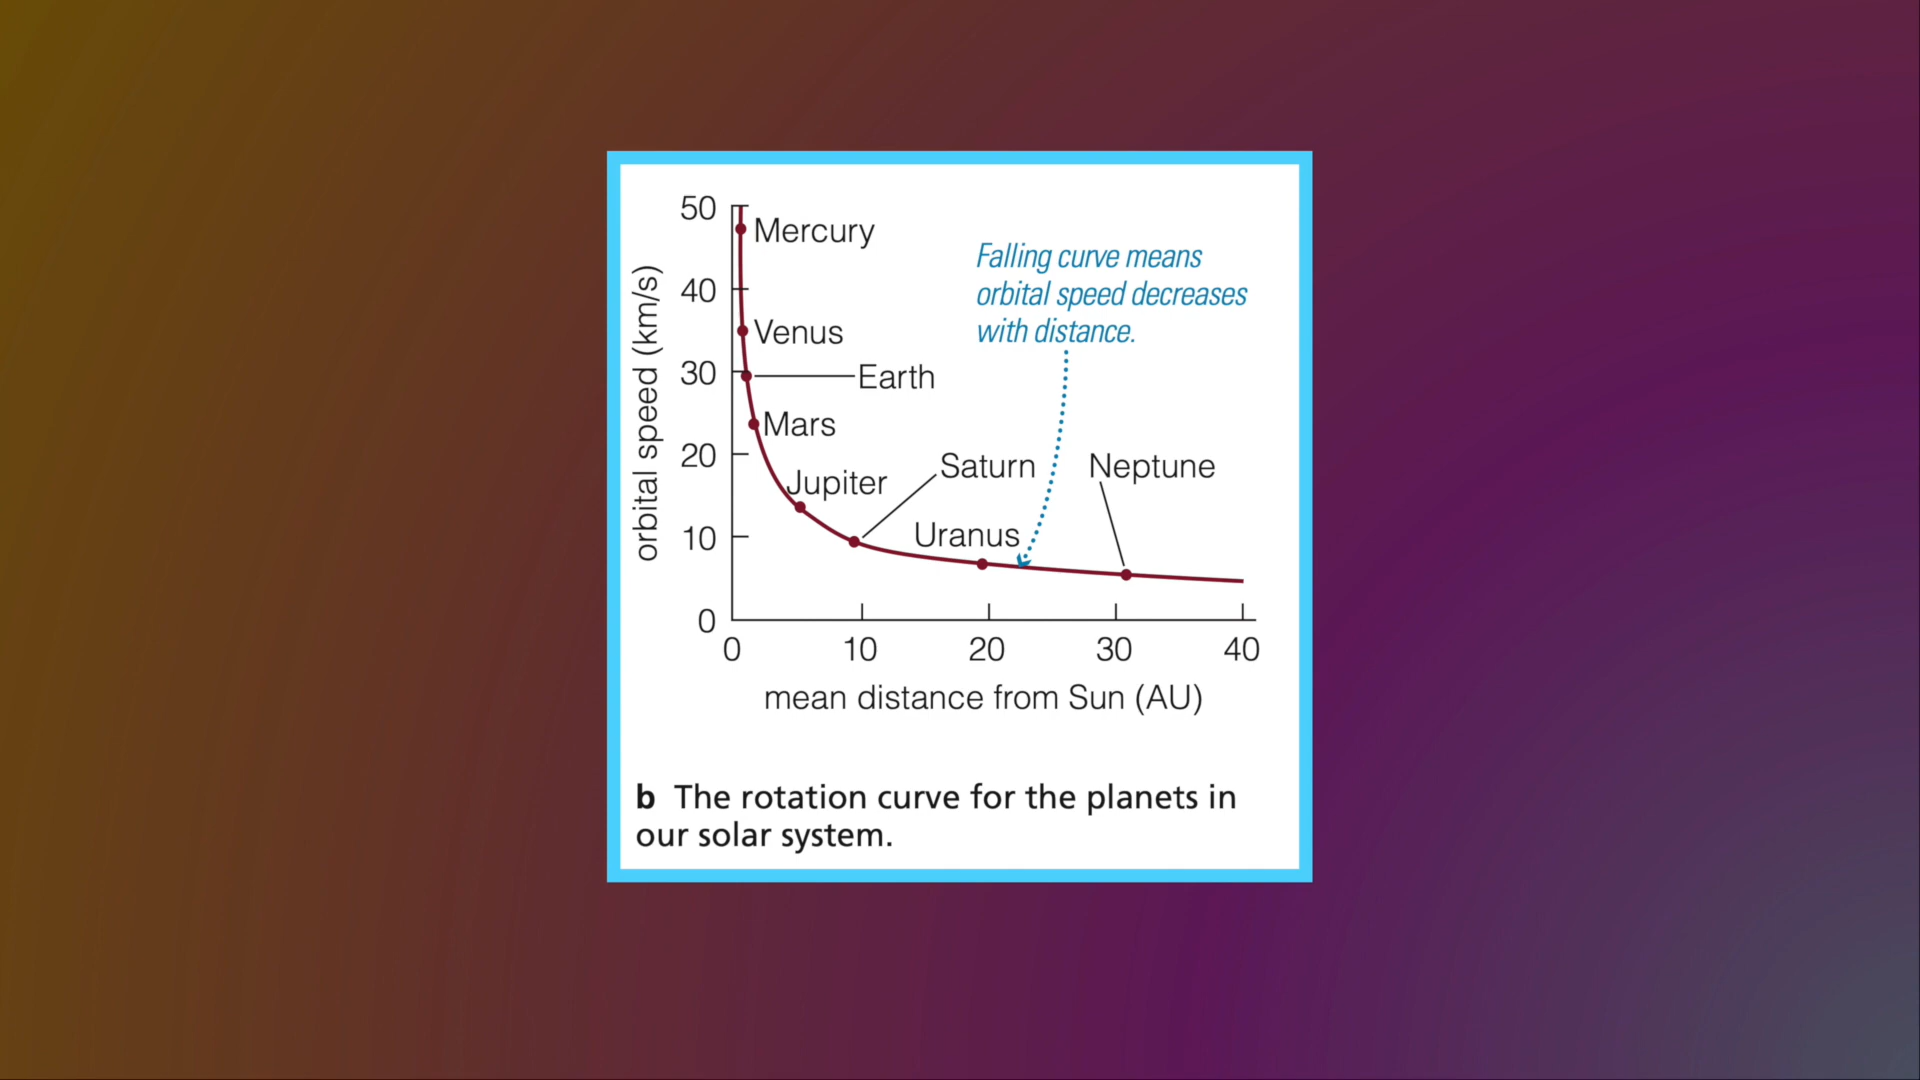 50
Mercury
Falling curve means
orbital speed decreases
with distance.
40
Venus
30
Earth
Mars
20
Saturn
Neptune
Jupiter
Uranus
10
0
orbital speed (km/s)
0 10 20 30 40
mean distance from Sun (AU)
b The rotation curve for the planets in
our solar system.